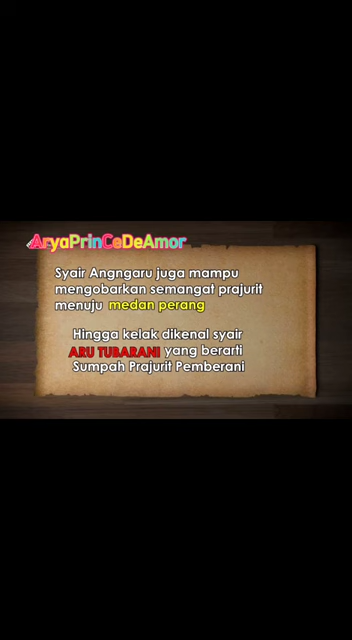 AryaPrinCeDeAmor
Syair Angngaru juga mampu
mengobarkan semangat prajurit
menuju medan perang
Hingga kelak dikenal syair
ARU TUBARANI yang berarti
Sumpah Prajurit Pemberani